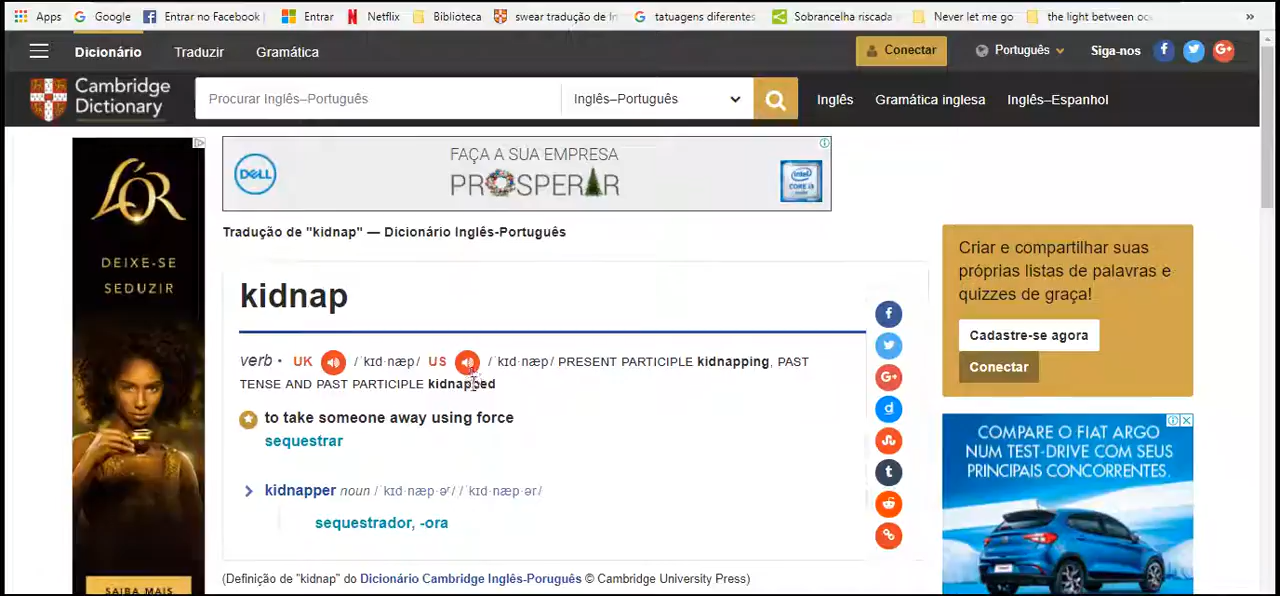 Apps Google Entrar no Facebook Entrar Netflix Biblioteca swear tradução de In tatuagens diferentes Sobrancelha riscada Never let me go the light between oc »
Dicionário Traduzir Gramática Conectar Português Siga-nos
Cambridge
Dictionary
Procurar Inglês–Português Inglês–Português Inglês Gramática inglesa Inglês–Espanhol
L'OR
DEIXE-SE
SEDUZIR
SAIBA MAIS
DELL
FAÇA A SUA EMPRESA
PROSPERAR
intel
CORE i3
Tradução de "kidnap" — Dicionário Inglês-Português
kidnap
verb • UK /ˈkɪd·næp/ US /ˈkɪd·næp/ PRESENT PARTICIPLE kidnapping, PAST
TENSE AND PAST PARTICIPLE kidnapped
to take someone away using force
sequestrar
kidnapper noun /ˈkɪd·næp·əʳ/ /ˈkɪd·næp·ər/
sequestrador, -ora
(Definição de "kidnap" do Dicionário Cambridge Inglês-Poruguês © Cambridge University Press)
Criar e compartilhar suas
próprias listas de palavras e
quizzes de graça!
Cadastre-se agora
Conectar
COMPARE O FIAT ARGO
NUM TEST-DRIVE COM SEUS
PRINCIPAIS CONCORRENTES.